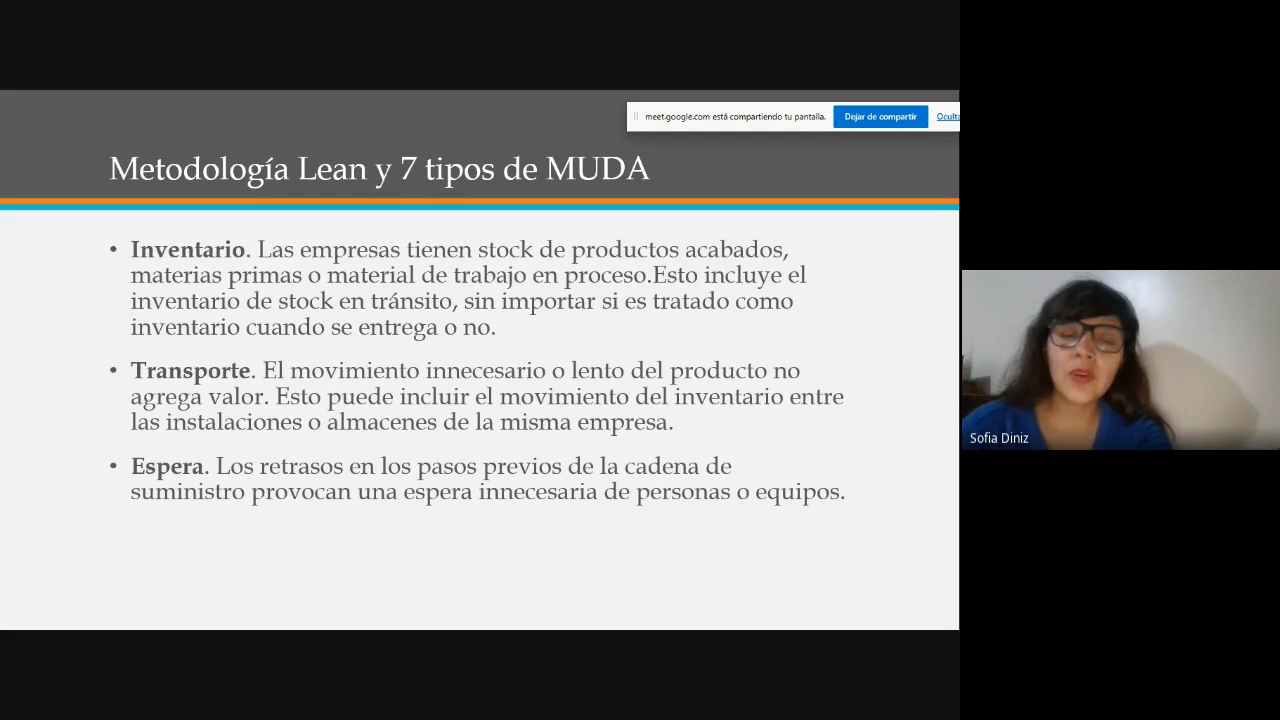 meet.google.com está compartiendo tu pantalla.
Dejar de compartir
Oculta
Metodología Lean y 7 tipos de MUDA
• Inventario. Las empresas tienen stock de productos acabados,
materias primas o material de trabajo en proceso.Esto incluye el
inventario de stock en tránsito, sin importar si es tratado como
inventario cuando se entrega o no.
• Transporte. El movimiento innecesario o lento del producto no
agrega valor. Esto puede incluir el movimiento del inventario entre
las instalaciones o almacenes de la misma empresa.
• Espera. Los retrasos en los pasos previos de la cadena de
suministro provocan una espera innecesaria de personas o equipos.
Sofia Diniz